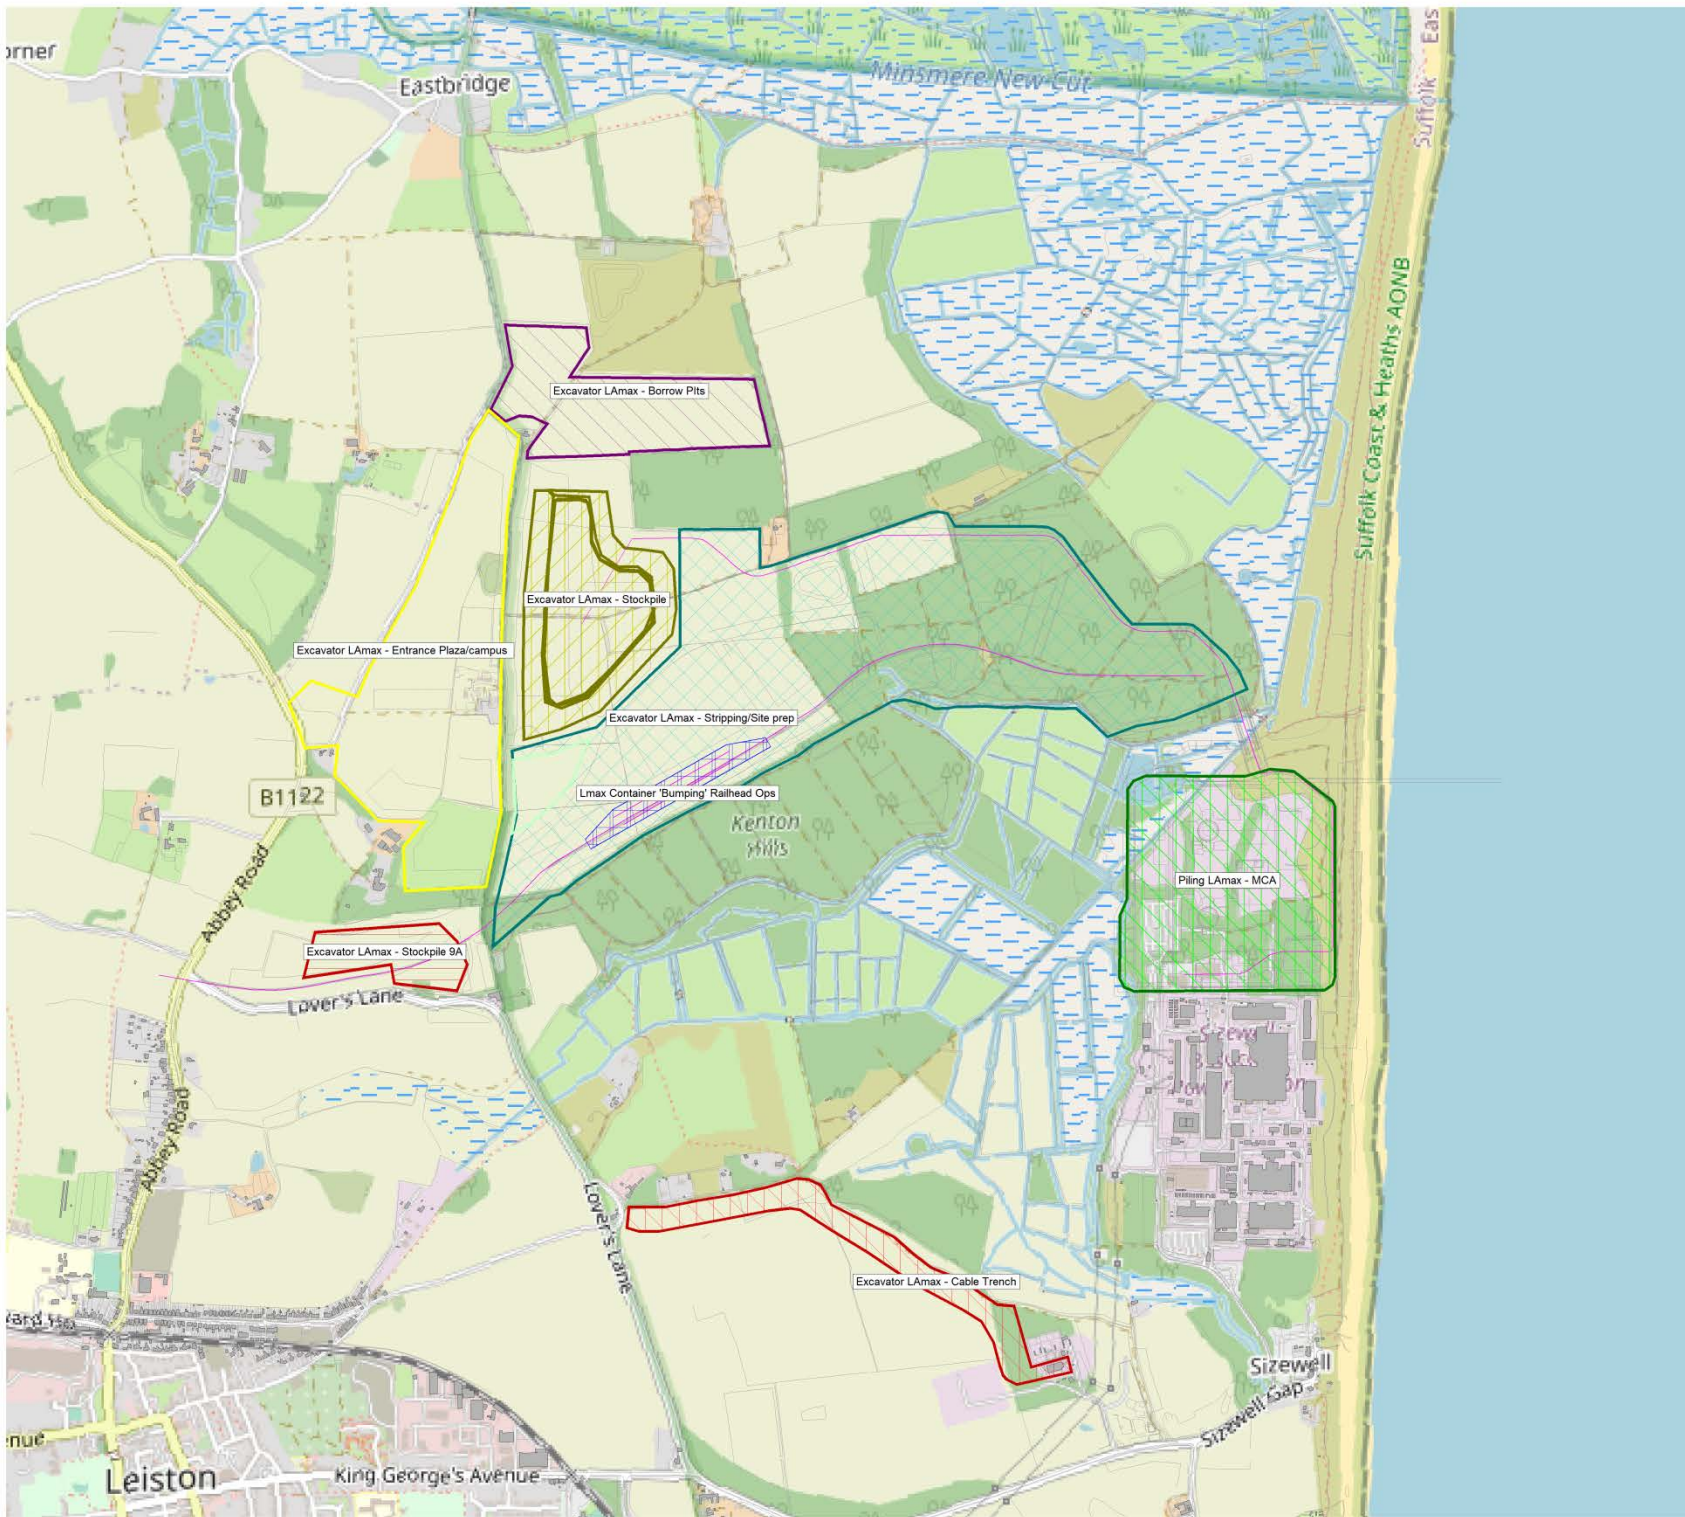 orner
Eastbridge
Minsmere New Cut
Suffolk
Eas
Suffolk Coast & Heaths AONB
Excavator LAmax - Borrow PIts
Excavator LAmax - Stockpile
Excavator LAmax - Entrance Plaza/campus
Excavator LAmax - Stripping/Site prep
Lmax Container 'Bumping' Railhead Ops
B1122
Kenton
Hills
Abbey Road
Piling LAmax - MCA
Excavator LAmax - Stockpile 9A
Lover's Lane
Abbey Road
Lover's Lane
Excavator LAmax - Cable Trench
Sizewell
Sizewell Gap
enue
Leiston
King George's Avenue